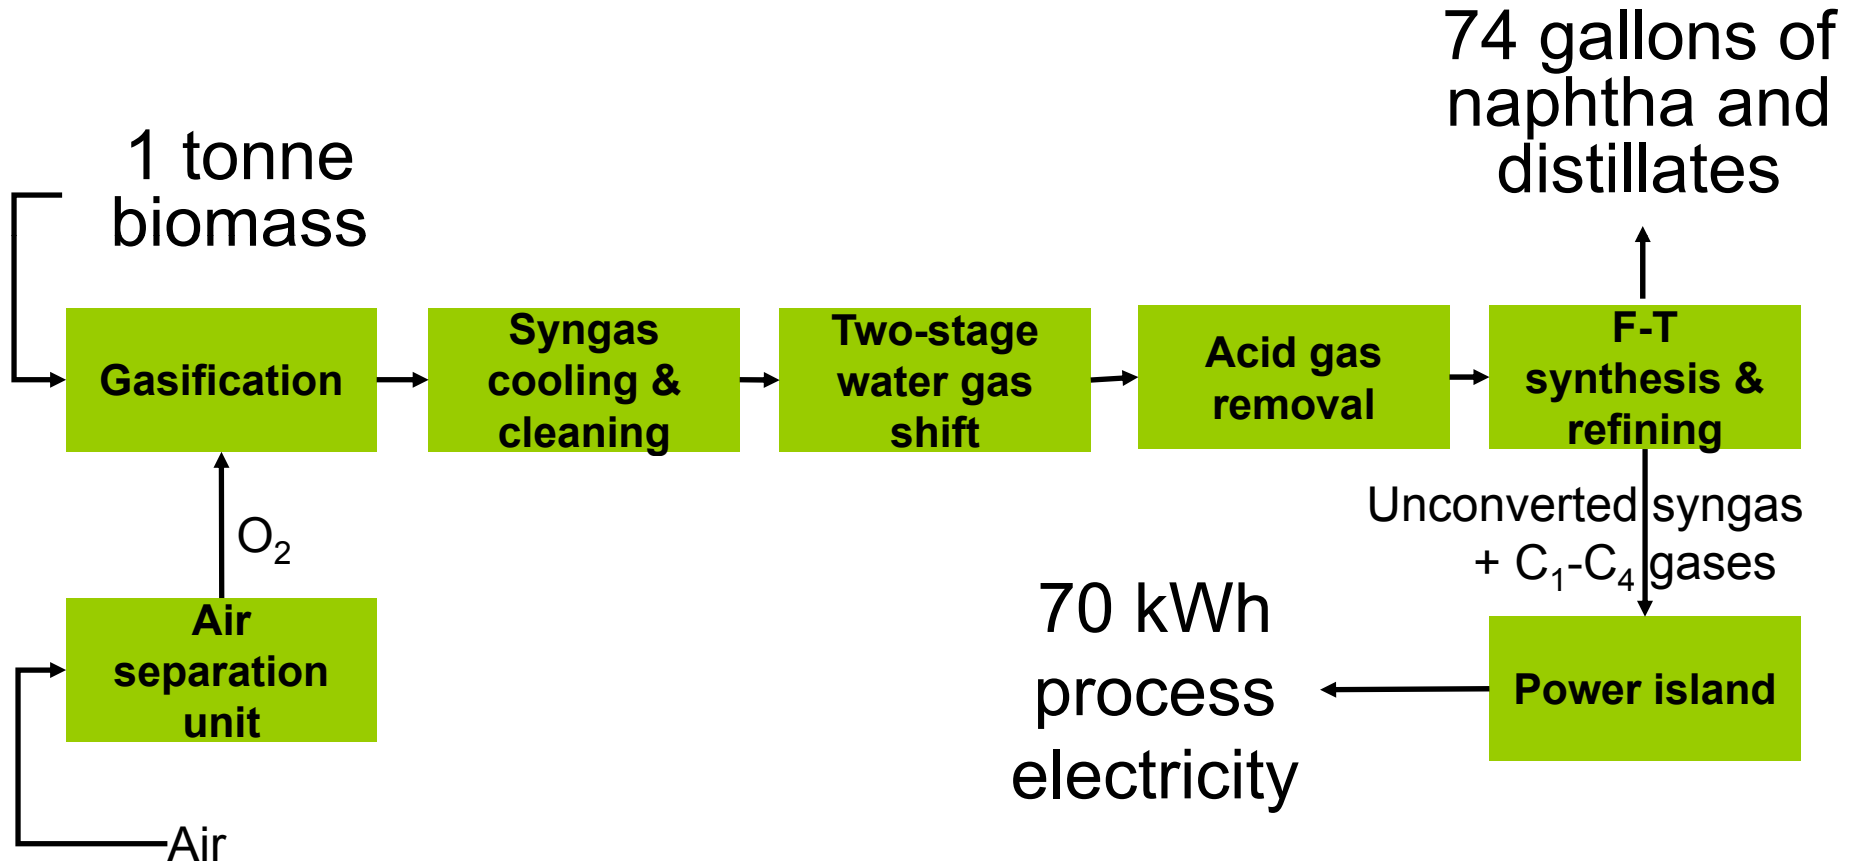 74 gallons of
naphtha and
distillates
1 tonne
biomass
Gasification
Syngas
cooling &
cleaning
Two-stage
water gas
shift
Acid gas
removal
F-T
synthesis &
refining
O₂
Unconverted syngas
+ C₁-C₄ gases
Air
separation
unit
70 kWh
process
electricity
Power island
Air